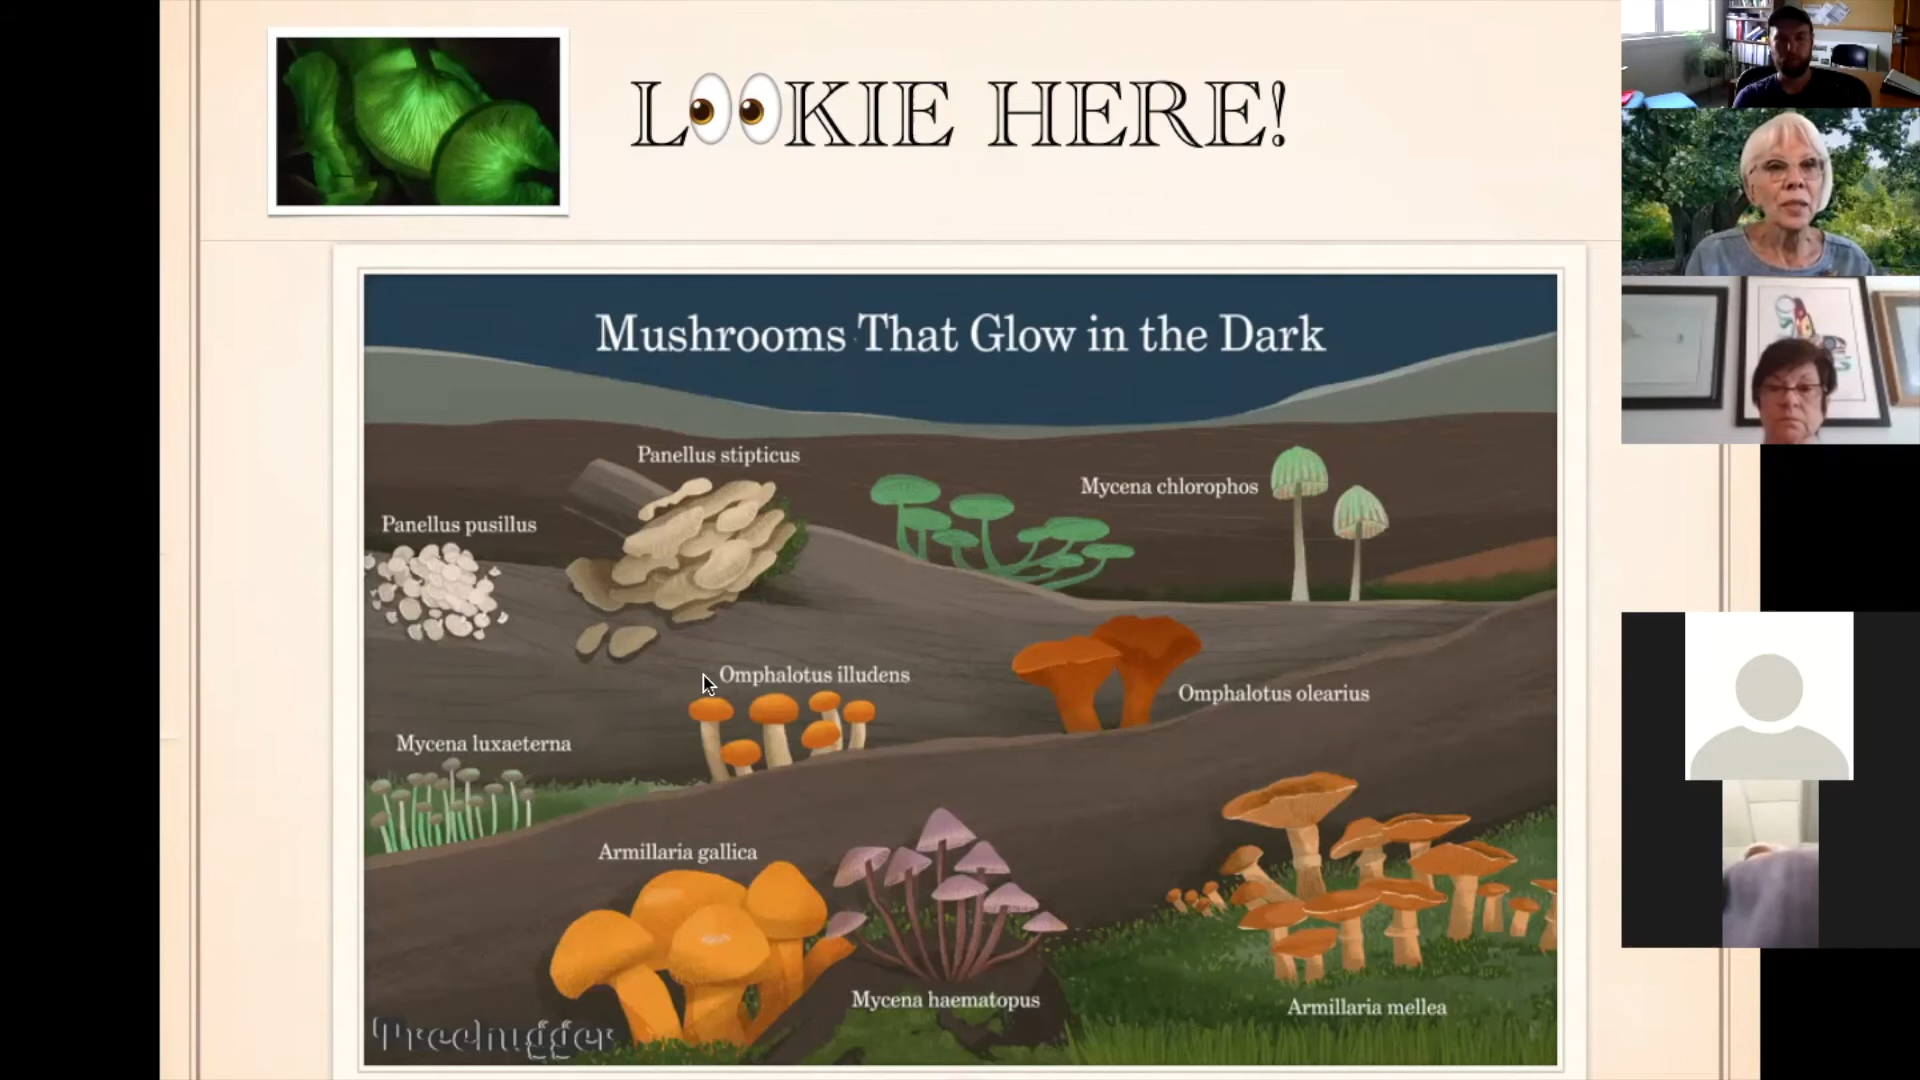 L👀KIE HERE!
Mushrooms That Glow in the Dark
Panellus stipticus
Mycena chlorophos
Panellus pusillus
Omphalotus illudens
Omphalotus olearius
Mycena luxaeterna
Armillaria gallica
Mycena haematopus
Armillaria mellea
Treehugger